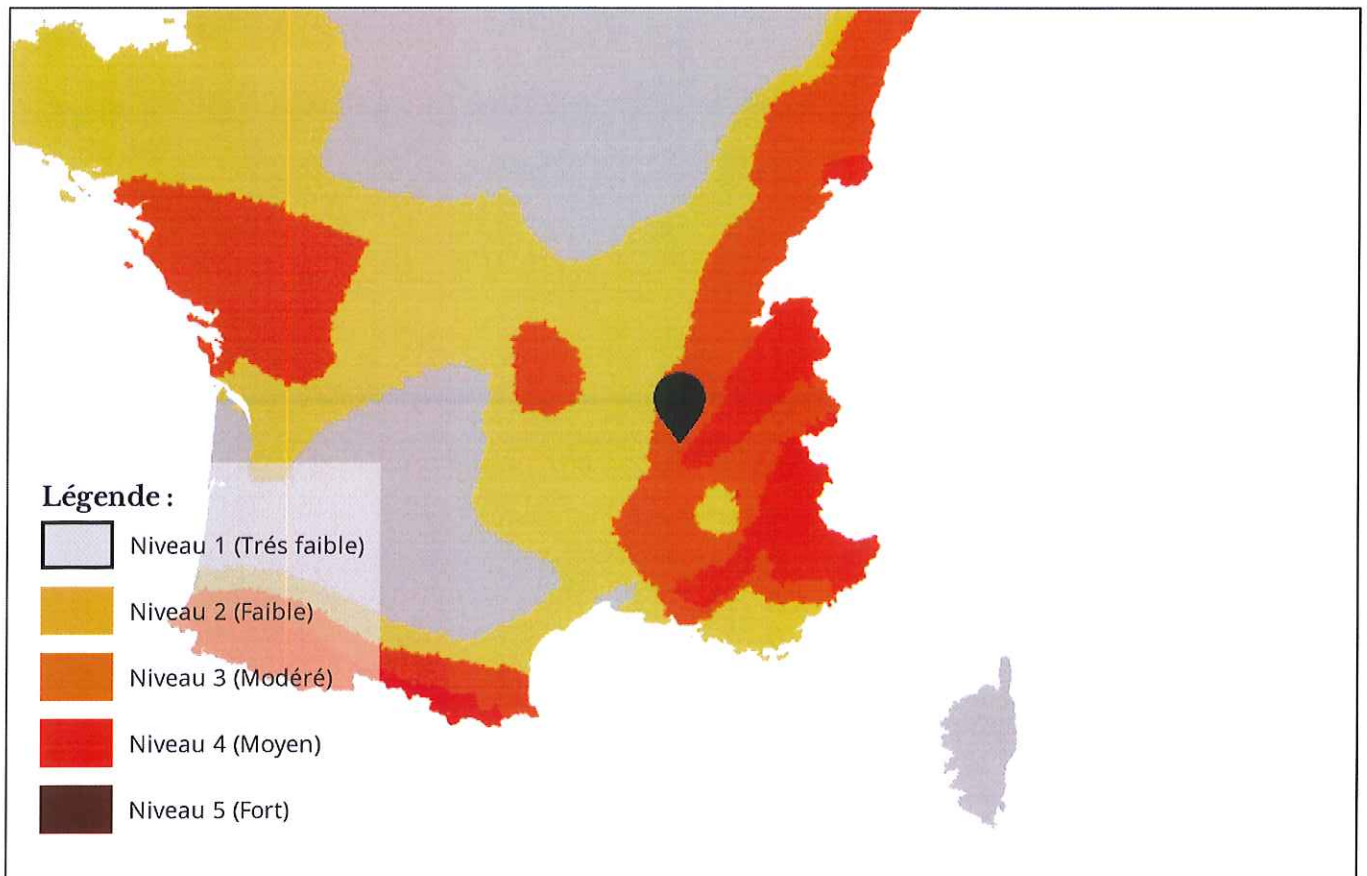 Légende :
Niveau 1 (Trés faible)
Niveau 2 (Faible)
Niveau 3 (Modéré)
Niveau 4 (Moyen)
Niveau 5 (Fort)